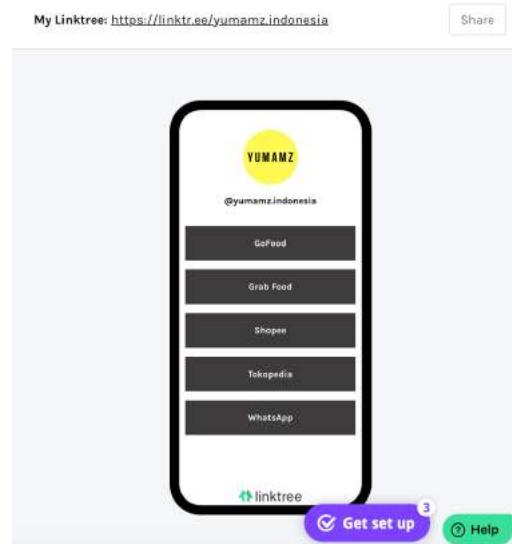 My Linktree: https://linktr.ee/yumamz.indonesia
Share
YUMAMZ
@yumamz.indonesia
GoFood
Grab Food
Shopee
Tokopedia
WhatsApp
linktree
3
Get set up
Help